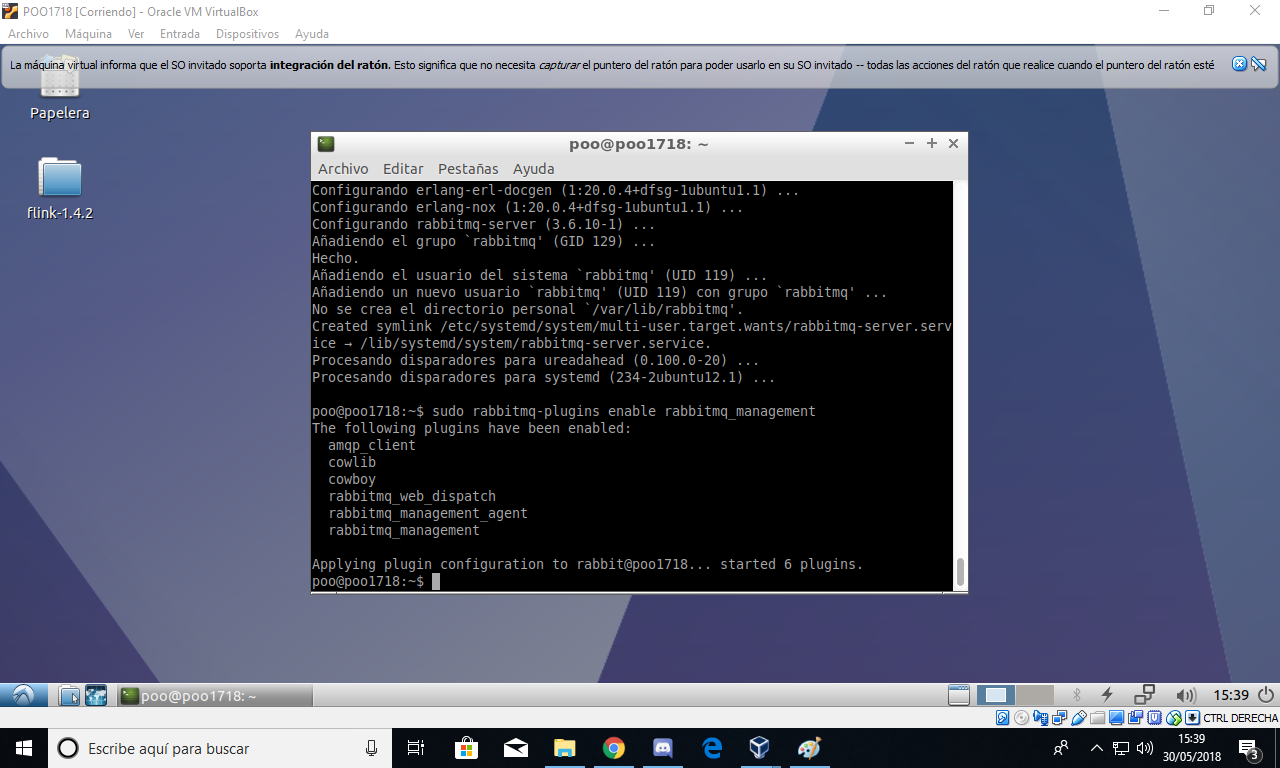 POO1718 [Corriendo] - Oracle VM VirtualBox
Archivo Máquina Ver Entrada Dispositivos Ayuda
La máquina virtual informa que el SO invitado soporta integración del ratón. Esto significa que no necesita capturar el puntero del ratón para poder usarlo en su SO invitado -- todas las acciones del ratón que realice cuando el puntero del ratón esté
Papelera
flink-1.4.2
poo@poo1718: ~
Archivo Editar Pestañas Ayuda
Configurando erlang-erl-docgen (1:20.0.4+dfsg-1ubuntu1.1) ...
Configurando erlang-nox (1:20.0.4+dfsg-1ubuntu1.1) ...
Configurando rabbitmq-server (3.6.10-1) ...
Añadiendo el grupo `rabbitmq' (GID 129) ...
Hecho.
Añadiendo el usuario del sistema `rabbitmq' (UID 119) ...
Añadiendo un nuevo usuario `rabbitmq' (UID 119) con grupo `rabbitmq' ...
No se crea el directorio personal `/var/lib/rabbitmq'.
Created symlink /etc/systemd/system/multi-user.target.wants/rabbitmq-server.serv
ice → /lib/systemd/system/rabbitmq-server.service.
Procesando disparadores para ureadahead (0.100.0-20) ...
Procesando disparadores para systemd (234-2ubuntu12.1) ...
poo@poo1718:~$ sudo rabbitmq-plugins enable rabbitmq_management
The following plugins have been enabled:
amqp_client
cowlib
cowboy
rabbitmq_web_dispatch
rabbitmq_management_agent
rabbitmq_management
Applying plugin configuration to rabbit@poo1718... started 6 plugins.
poo@poo1718:~$
poo@poo1718: ~
15:39
CTRL DERECHA
Escribe aquí para buscar
15:39
30/05/2018
3